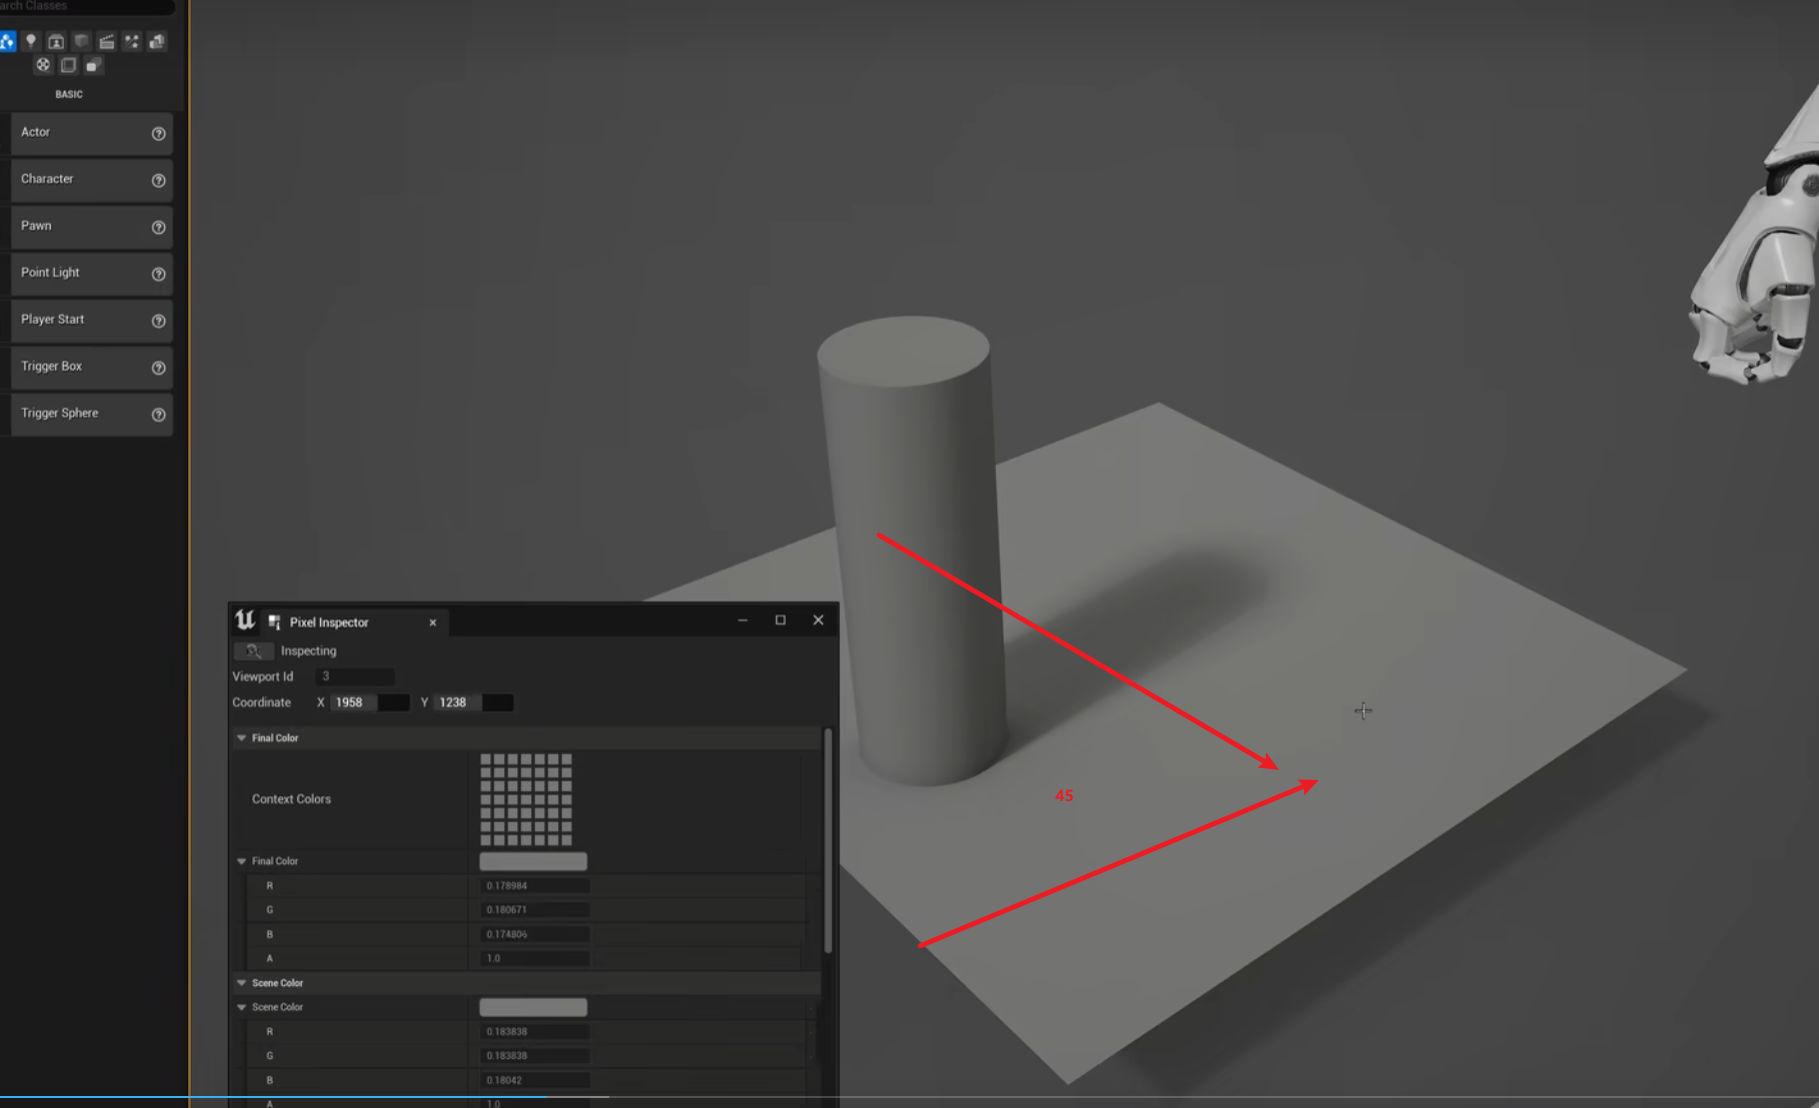 arch Classes
BASIC
Actor
Character
Pawn
Point Light
Player Start
Trigger Box
Trigger Sphere
Pixel Inspector
Inspecting
Viewport Id 3
Coordinate X 1958 Y 1238
Final Color
Context Colors
Final Color
R 0.178984
G 0.180671
B 0.174806
A 1.0
Scene Color
Scene Color
R 0.183838
G 0.183838
B 0.18042
A 1.0
45